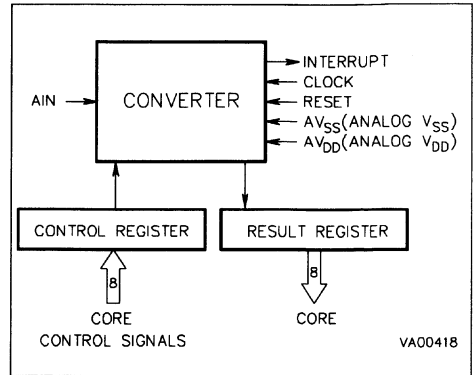 INTERRUPT
CLOCK
AIN
CONVERTER
RESET
AVSS(ANALOG VSS)
AVDD(ANALOG VDD)
CONTROL REGISTER
RESULT REGISTER
8
8
CORE
CONTROL SIGNALS
CORE
VA00418